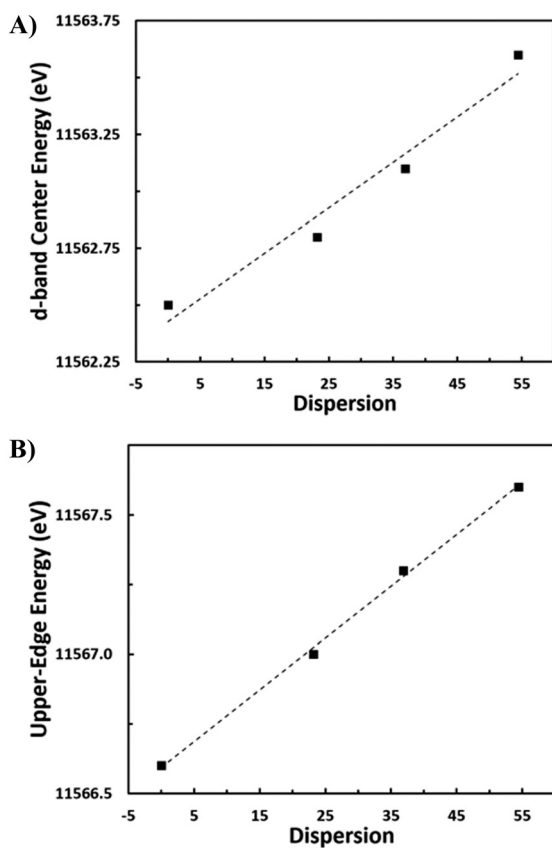 A)
d-band Center Energy (eV)
11563.75
11563.25
11562.75
11562.25
-5 5 15 25 35 45 55
Dispersion
B)
Upper-Edge Energy (eV)
11567.5
11567.0
11566.5
-5 5 15 25 35 45 55
Dispersion